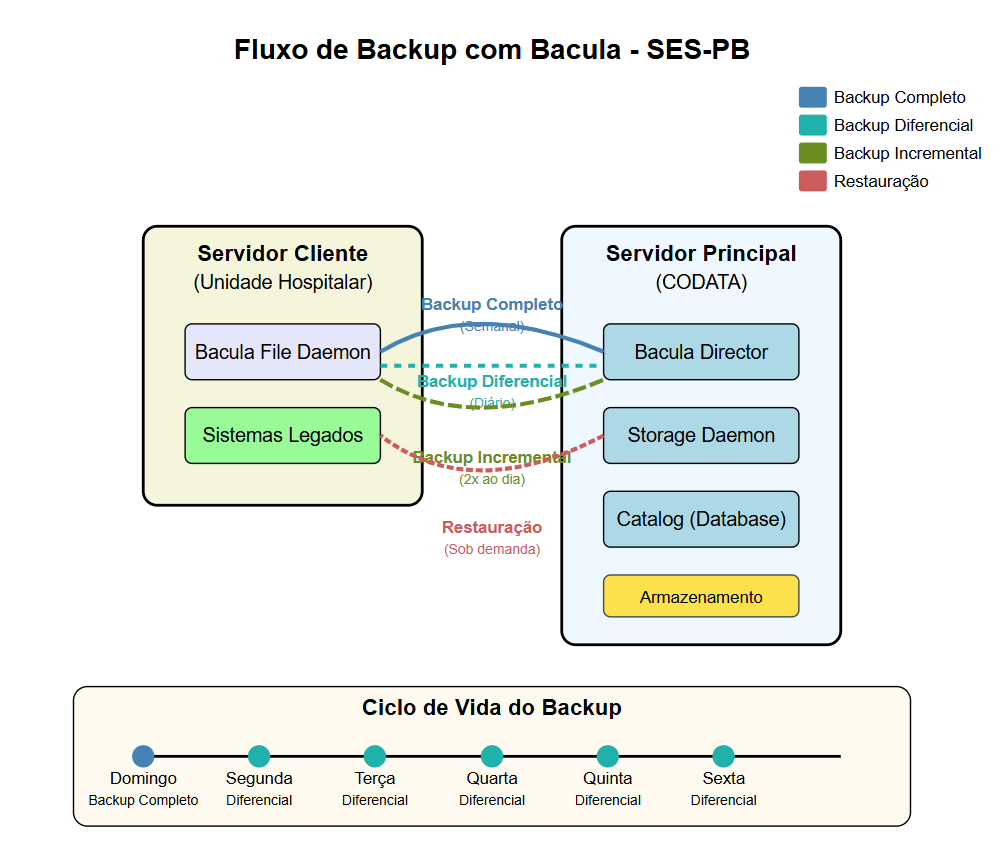 Fluxo de Backup com Bacula - SES-PB
Backup Completo
Backup Diferencial
Backup Incremental
Restauração
Servidor Cliente
(Unidade Hospitalar)
Bacula File Daemon
Sistemas Legados
Backup Completo
(Semanal)
Backup Diferencial
(Diário)
Backup Incremental
(2x ao dia)
Restauração
(Sob demanda)
Servidor Principal
(CODATA)
Bacula Director
Storage Daemon
Catalog (Database)
Armazenamento
Ciclo de Vida do Backup
Domingo
Backup Completo
Segunda
Diferencial
Terça
Diferencial
Quarta
Diferencial
Quinta
Diferencial
Sexta
Diferencial